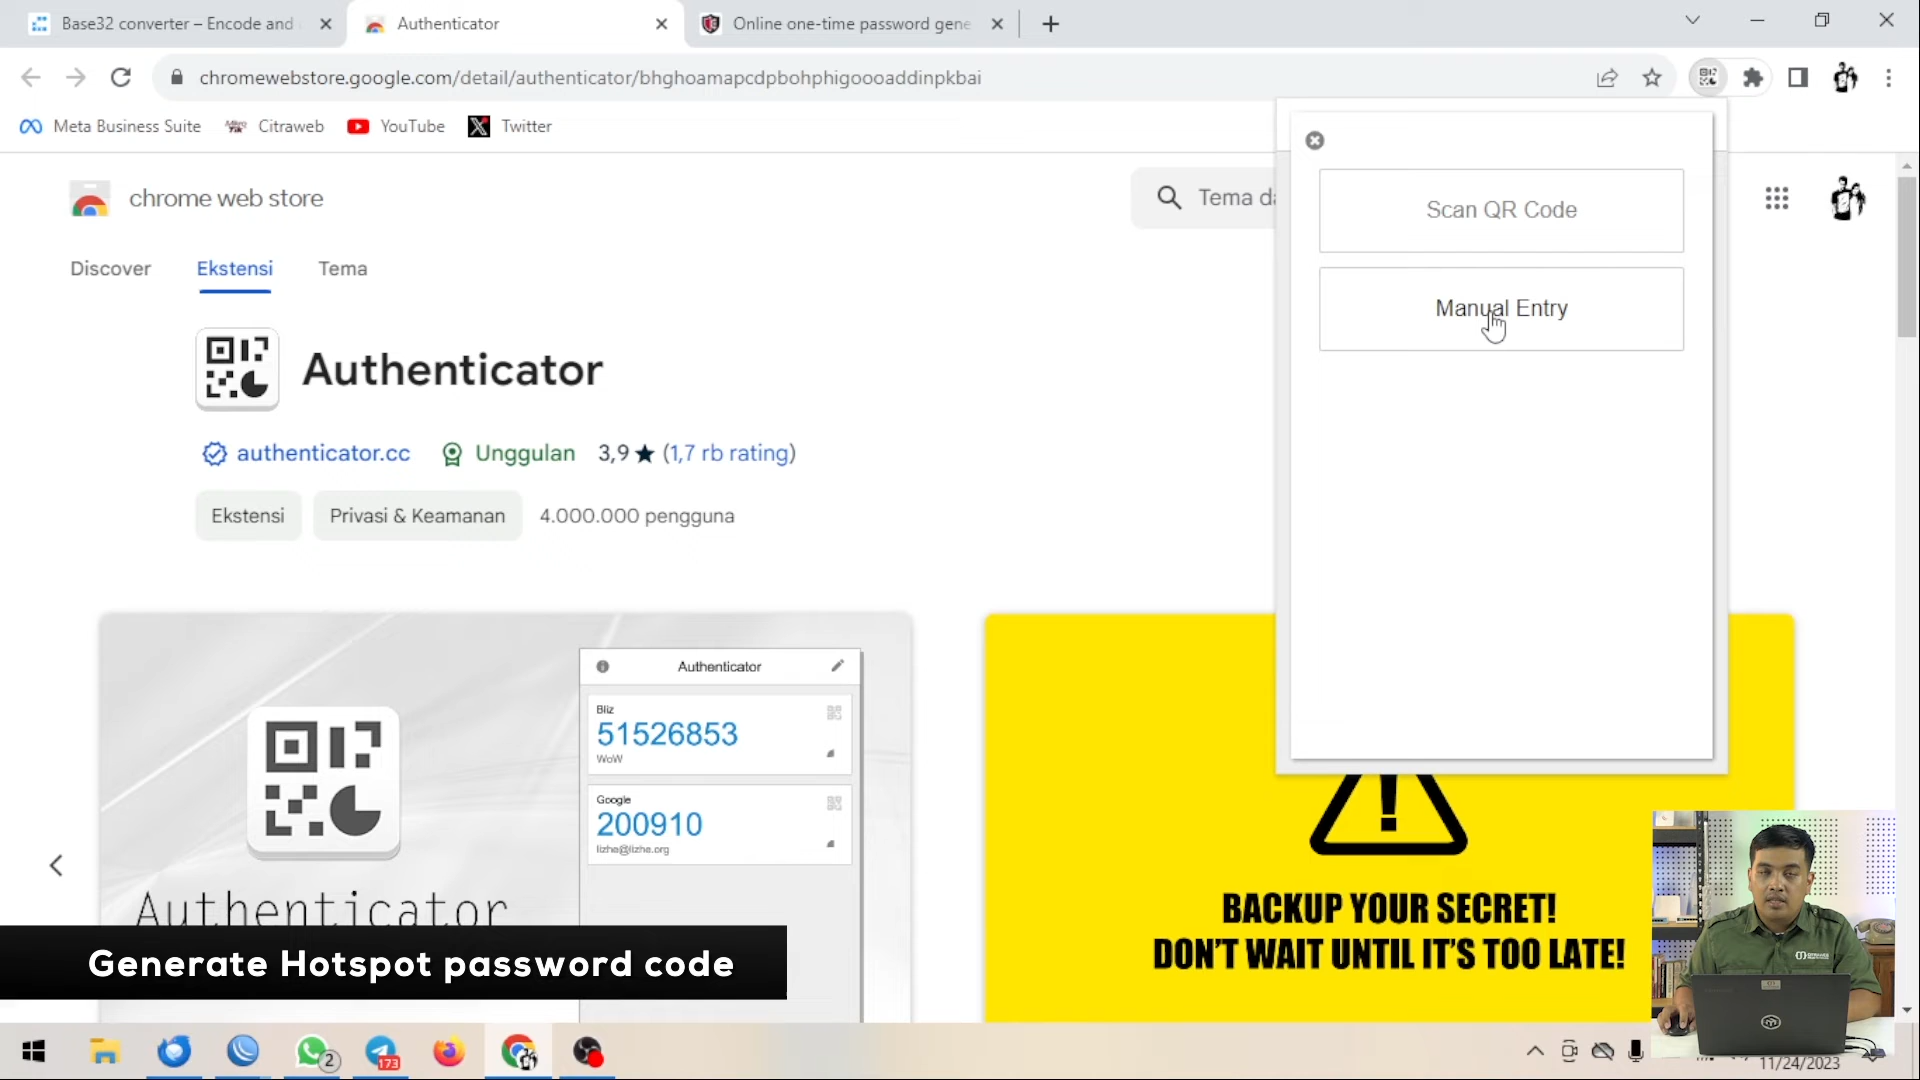 Base32 converter – Encode and
Authenticator
Online one-time password gene
chromewebstore.google.com/detail/authenticator/bhghoamapcdpbohphigoooaddinpkbai
Meta Business Suite
Citraweb
YouTube
Twitter
chrome web store
Tema da
Discover
Ekstensi
Tema
Scan QR Code
Manual Entry
Authenticator
authenticator.cc
Unggulan
3,9★ (1,7 rb rating)
Ekstensi
Privasi & Keamanan
4.000.000 pengguna
Authenticator
Bliz
51526853
WoW
Google
200910
lizhe@lizhe.org
Authenticator
BACKUP YOUR SECRET!
DON'T WAIT UNTIL IT'S TOO LATE!
Generate Hotspot password code
2
173
11/24/2023